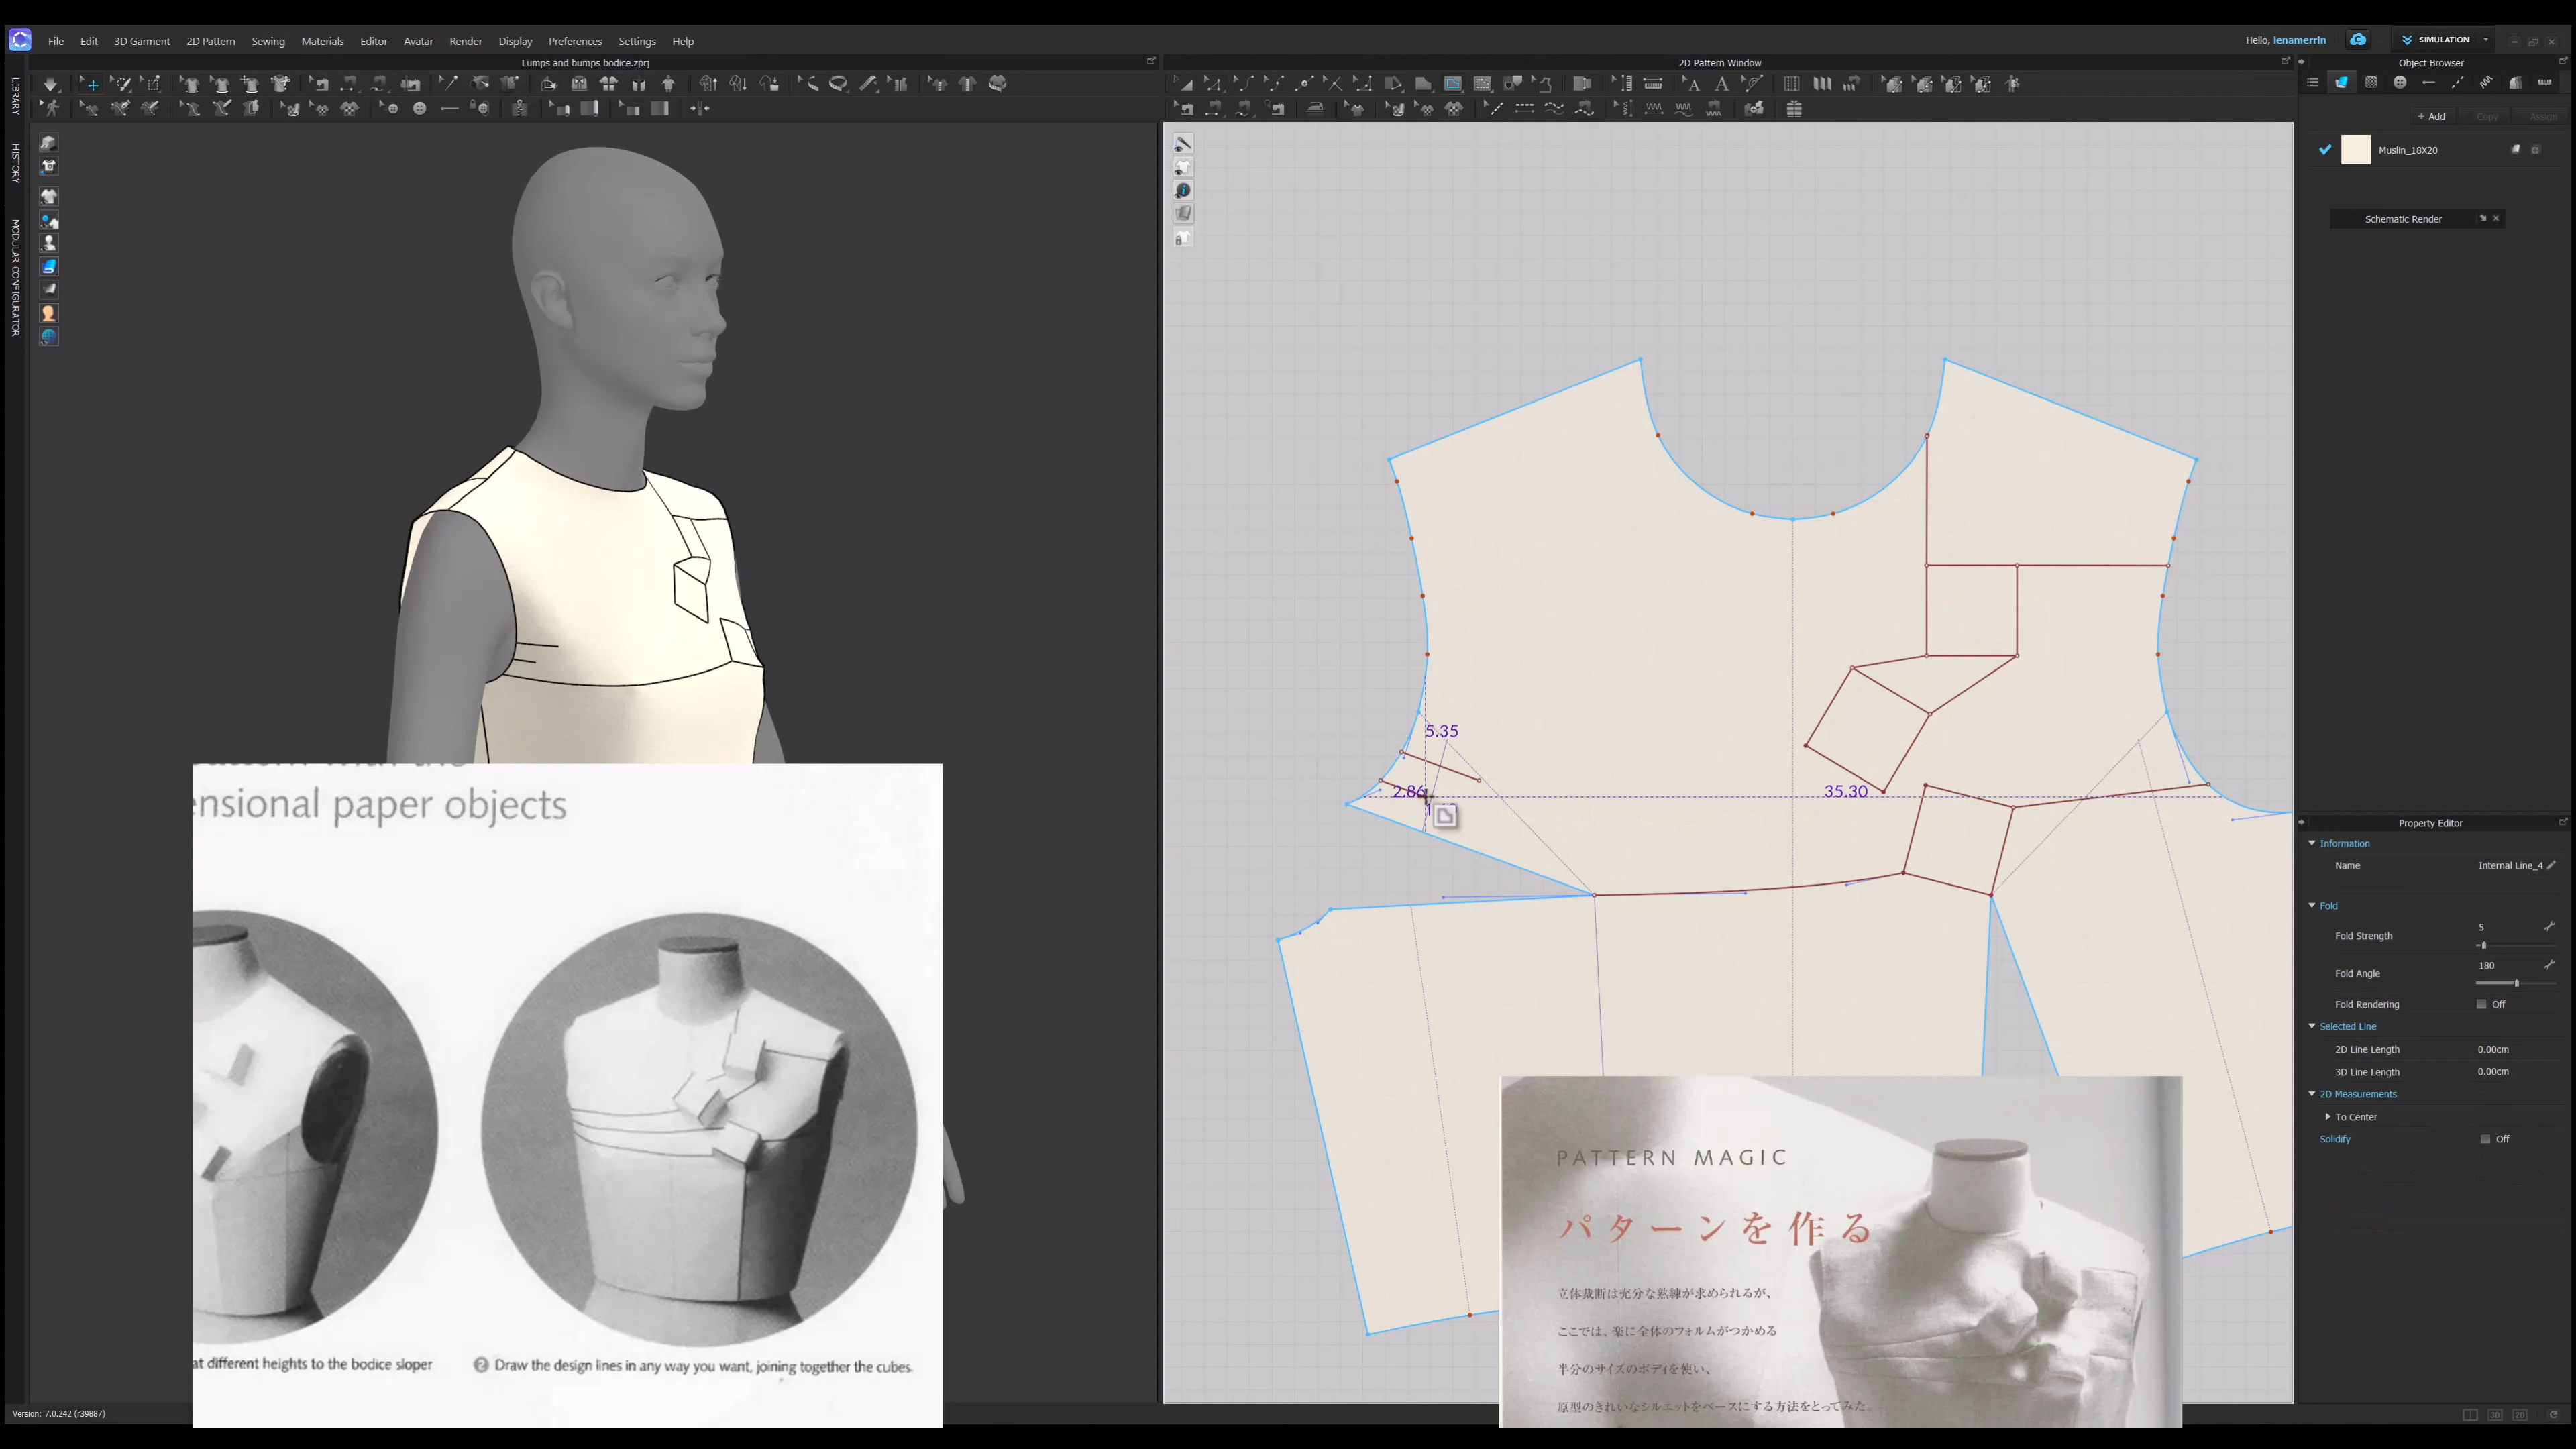 File Edit 3D Garment 2D Pattern Sewing Materials Editor Avatar Render Display Preferences Settings Help
Hello, lenamerrin
SIMULATION
Lumps and bumps bodice.zprj
2D Pattern Window
Object Browser
LIBRARY
HISTORY
MODULAR CONFIGURATOR
+ Add Copy Assign
Muslin_18X20
Schematic Render
5.35
2.86
35.30
Property Editor
Information
Name Internal Line_4
Fold
Fold Strength 5
Fold Angle 180
Fold Rendering Off
Selected Line
2D Line Length 0.00cm
3D Line Length 0.00cm
2D Measurements
To Center
Solidify Off
ensional paper objects
at different heights to the bodice sloper
2 Draw the design lines in any way you want, joining together the cubes.
PATTERN MAGIC
パターンを作る
立体裁断は充分な熟練が求められるが、
ここでは、楽に全体のフォルムがつかめる
半分のサイズのボディを使い、
原型のきれいなシルエットをベースにする方法をとってみた。
Version: 7.0.242 (r39887)
3D 2D